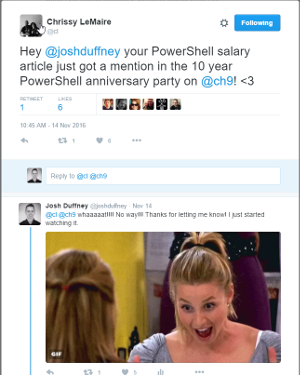 Chrissy LeMaire
@cl
Following
Hey @joshduffney your PowerShell salary
article just got a mention in the 10 year
PowerShell anniversary party on @ch9! <3
RETWEET
LIKES
1
6
10:45 AM - 14 Nov 2016
1
6
Reply to @cl @ch9
Josh Duffney @joshduffney · Nov 14
@cl @ch9 whaaaaat!!!!! No way!!!! Thanks for letting me know! I just started
watching it.
GIF
1
5